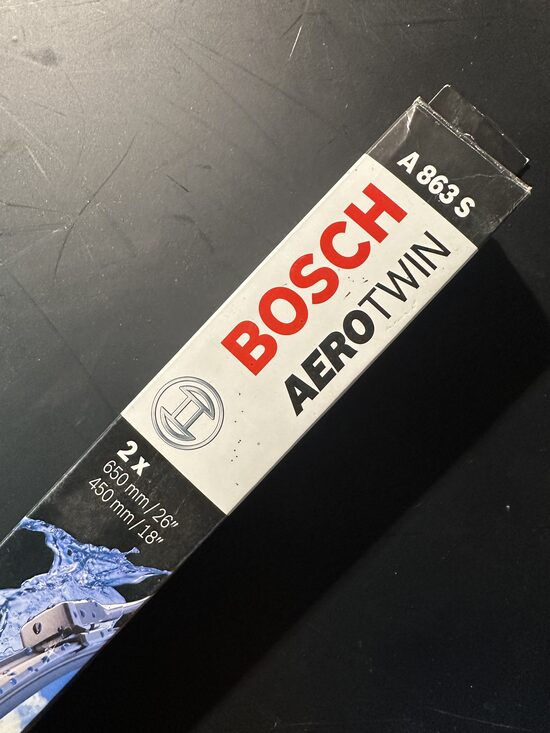 A 863 S
BOSCH
AEROTWIN
2 x
650 mm/26"
450 mm/18"